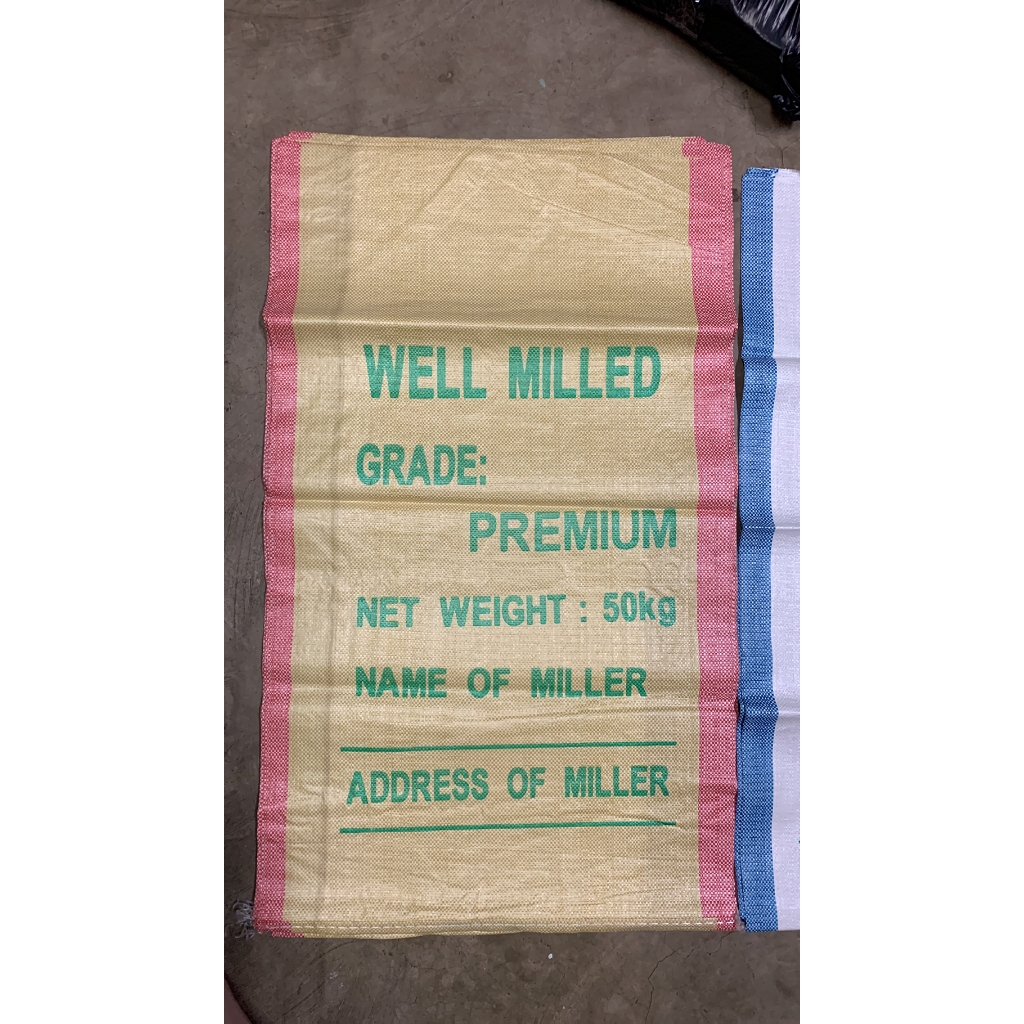 WELL MILLED
GRADE:
PREMIUM
NET WEIGHT : 50kg
NAME OF MILLER
ADDRESS OF MILLER